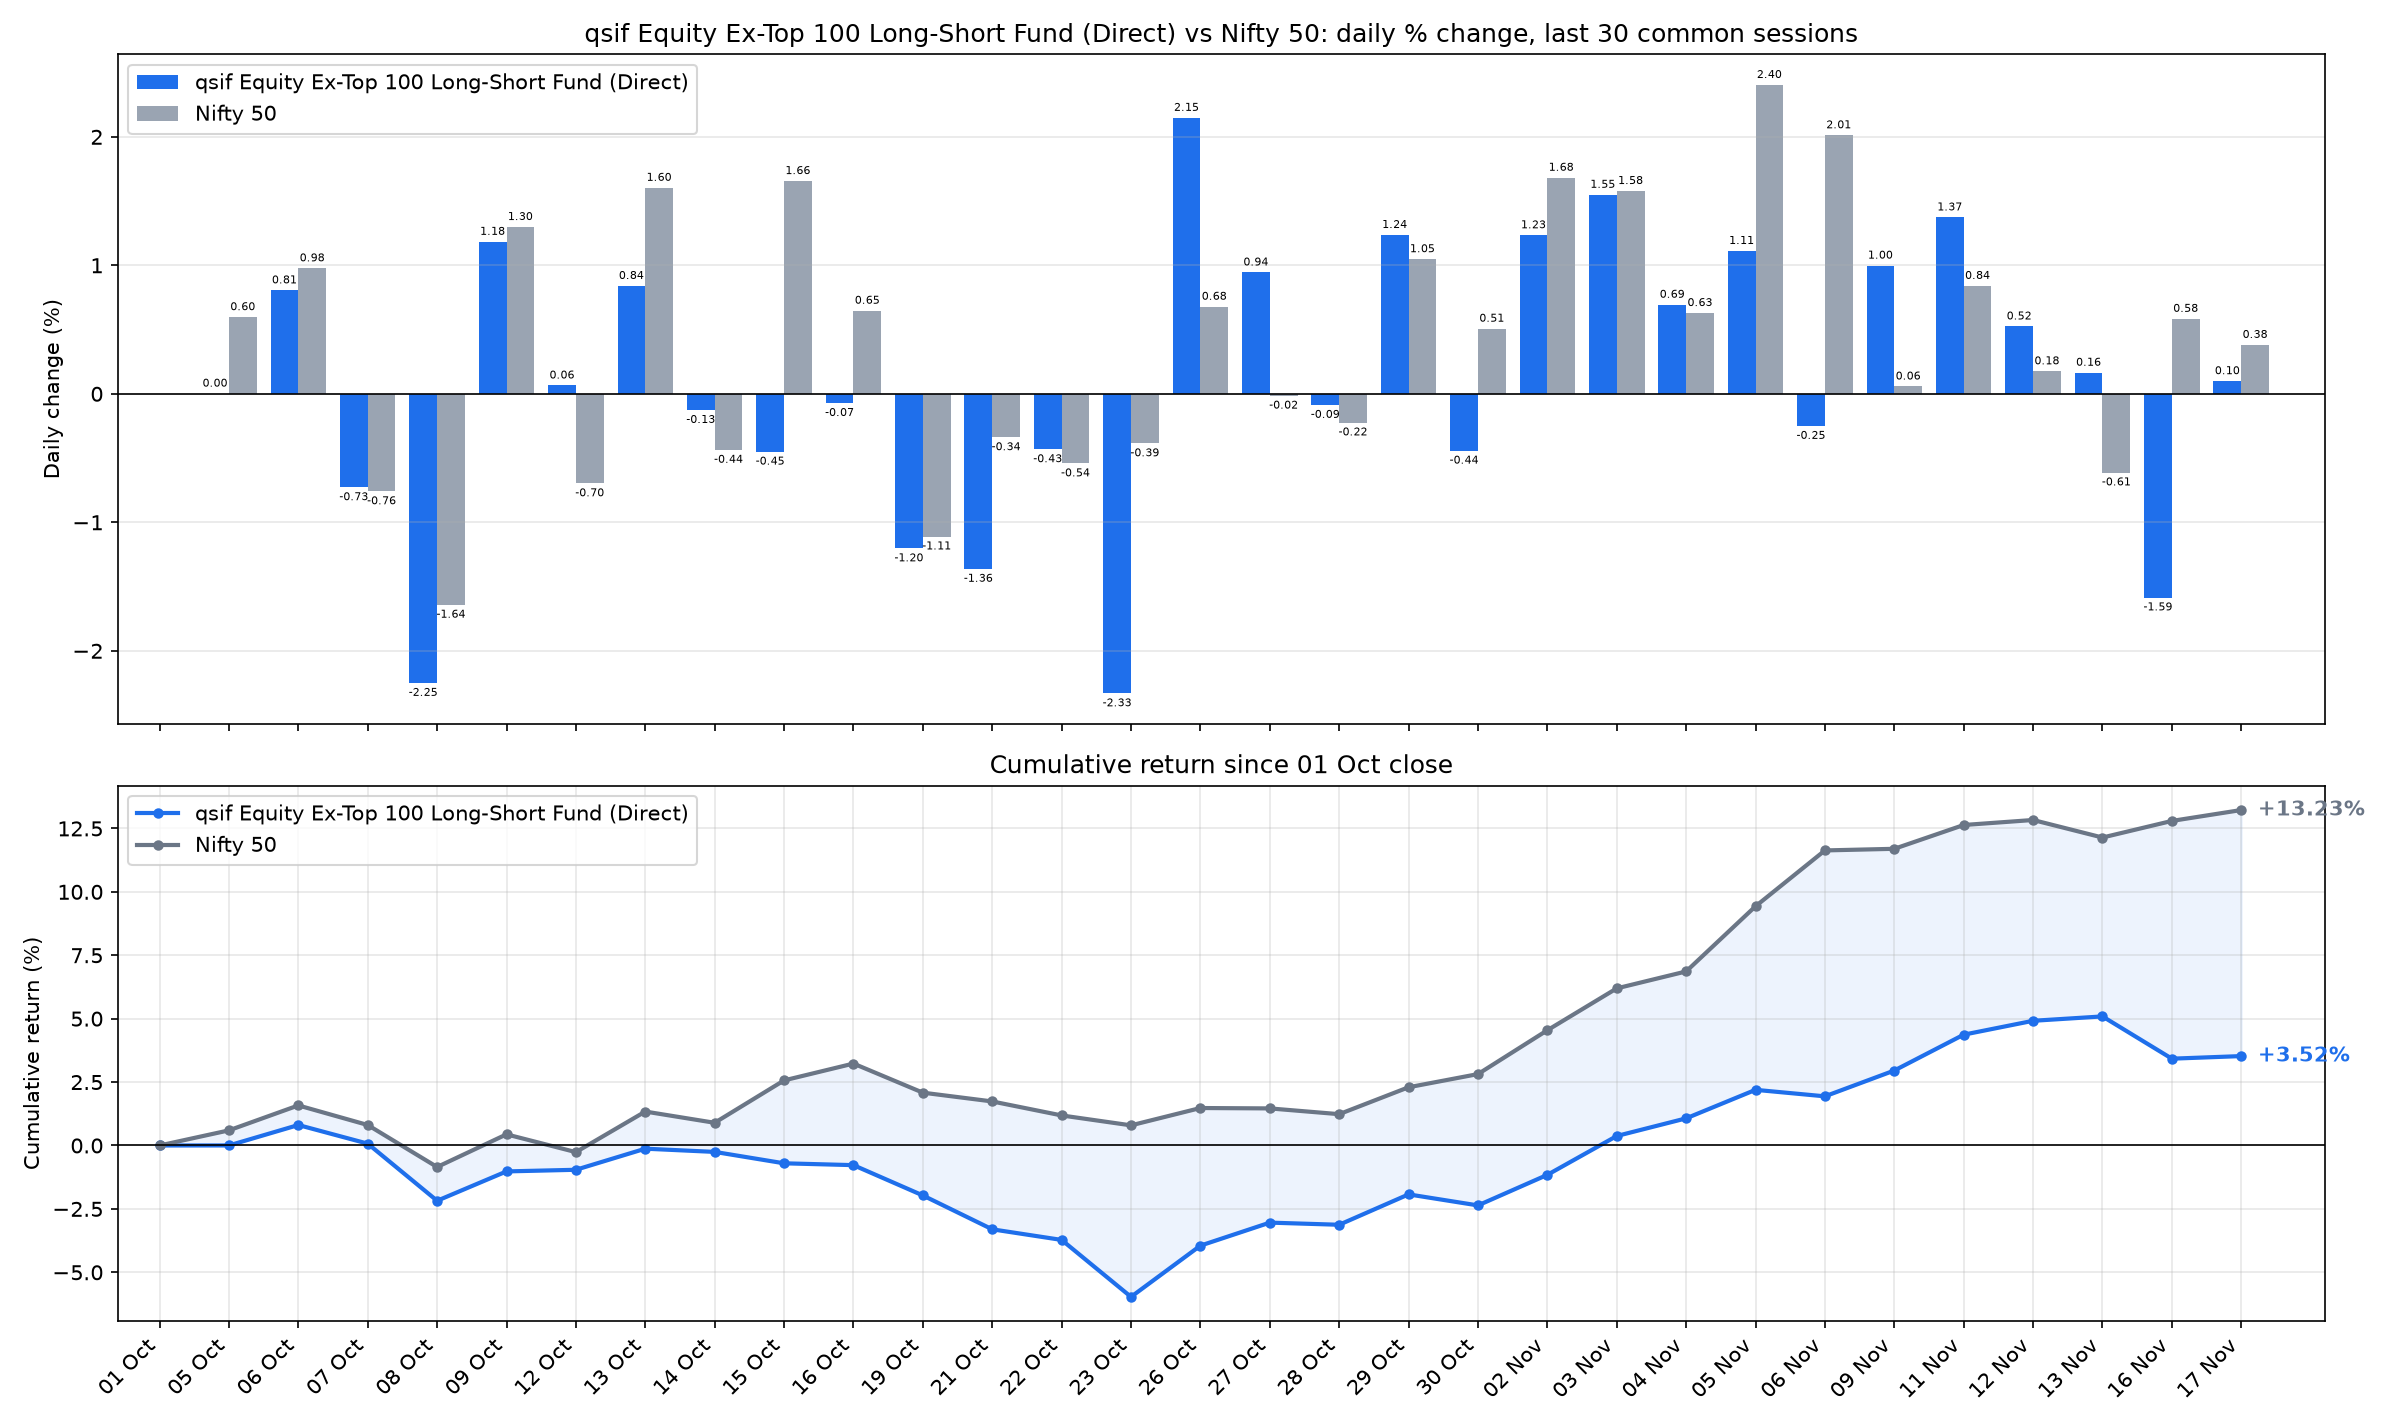 qsif Equity Ex-Top 100 Long-Short Fund (Direct) vs Nifty 50: daily % change, last 30 common sessions
qsif Equity Ex-Top 100 Long-Short Fund (Direct)
Nifty 50
Daily change (%)
2
1
0
−1
−2
0.00 0.60
0.81 0.98
-0.73 -0.76
-2.25 -1.64
1.18 1.30
0.06 -0.70
0.84 1.60
-0.13 -0.44
-0.45 1.66
-0.07 0.65
-1.20 -1.11
-1.36 -0.34
-0.43 -0.54
-2.33 -0.39
2.15 0.68
0.94 -0.02
-0.09 -0.22
1.24 1.05
-0.44 0.51
1.23 1.68
1.55 1.58
0.69 0.63
1.11 2.40
-0.25 2.01
1.00 0.06
1.37 0.84
0.52 0.18
0.16 -0.61
-1.59 0.58
0.10 0.38
Cumulative return since 01 Oct close
qsif Equity Ex-Top 100 Long-Short Fund (Direct)
Nifty 50
Cumulative return (%)
12.5
10.0
7.5
5.0
2.5
0.0
−2.5
−5.0
+13.23%
+3.52%
01 Oct
05 Oct
06 Oct
07 Oct
08 Oct
09 Oct
12 Oct
13 Oct
14 Oct
15 Oct
16 Oct
19 Oct
21 Oct
22 Oct
23 Oct
26 Oct
27 Oct
28 Oct
29 Oct
30 Oct
02 Nov
03 Nov
04 Nov
05 Nov
06 Nov
09 Nov
11 Nov
12 Nov
13 Nov
16 Nov
17 Nov